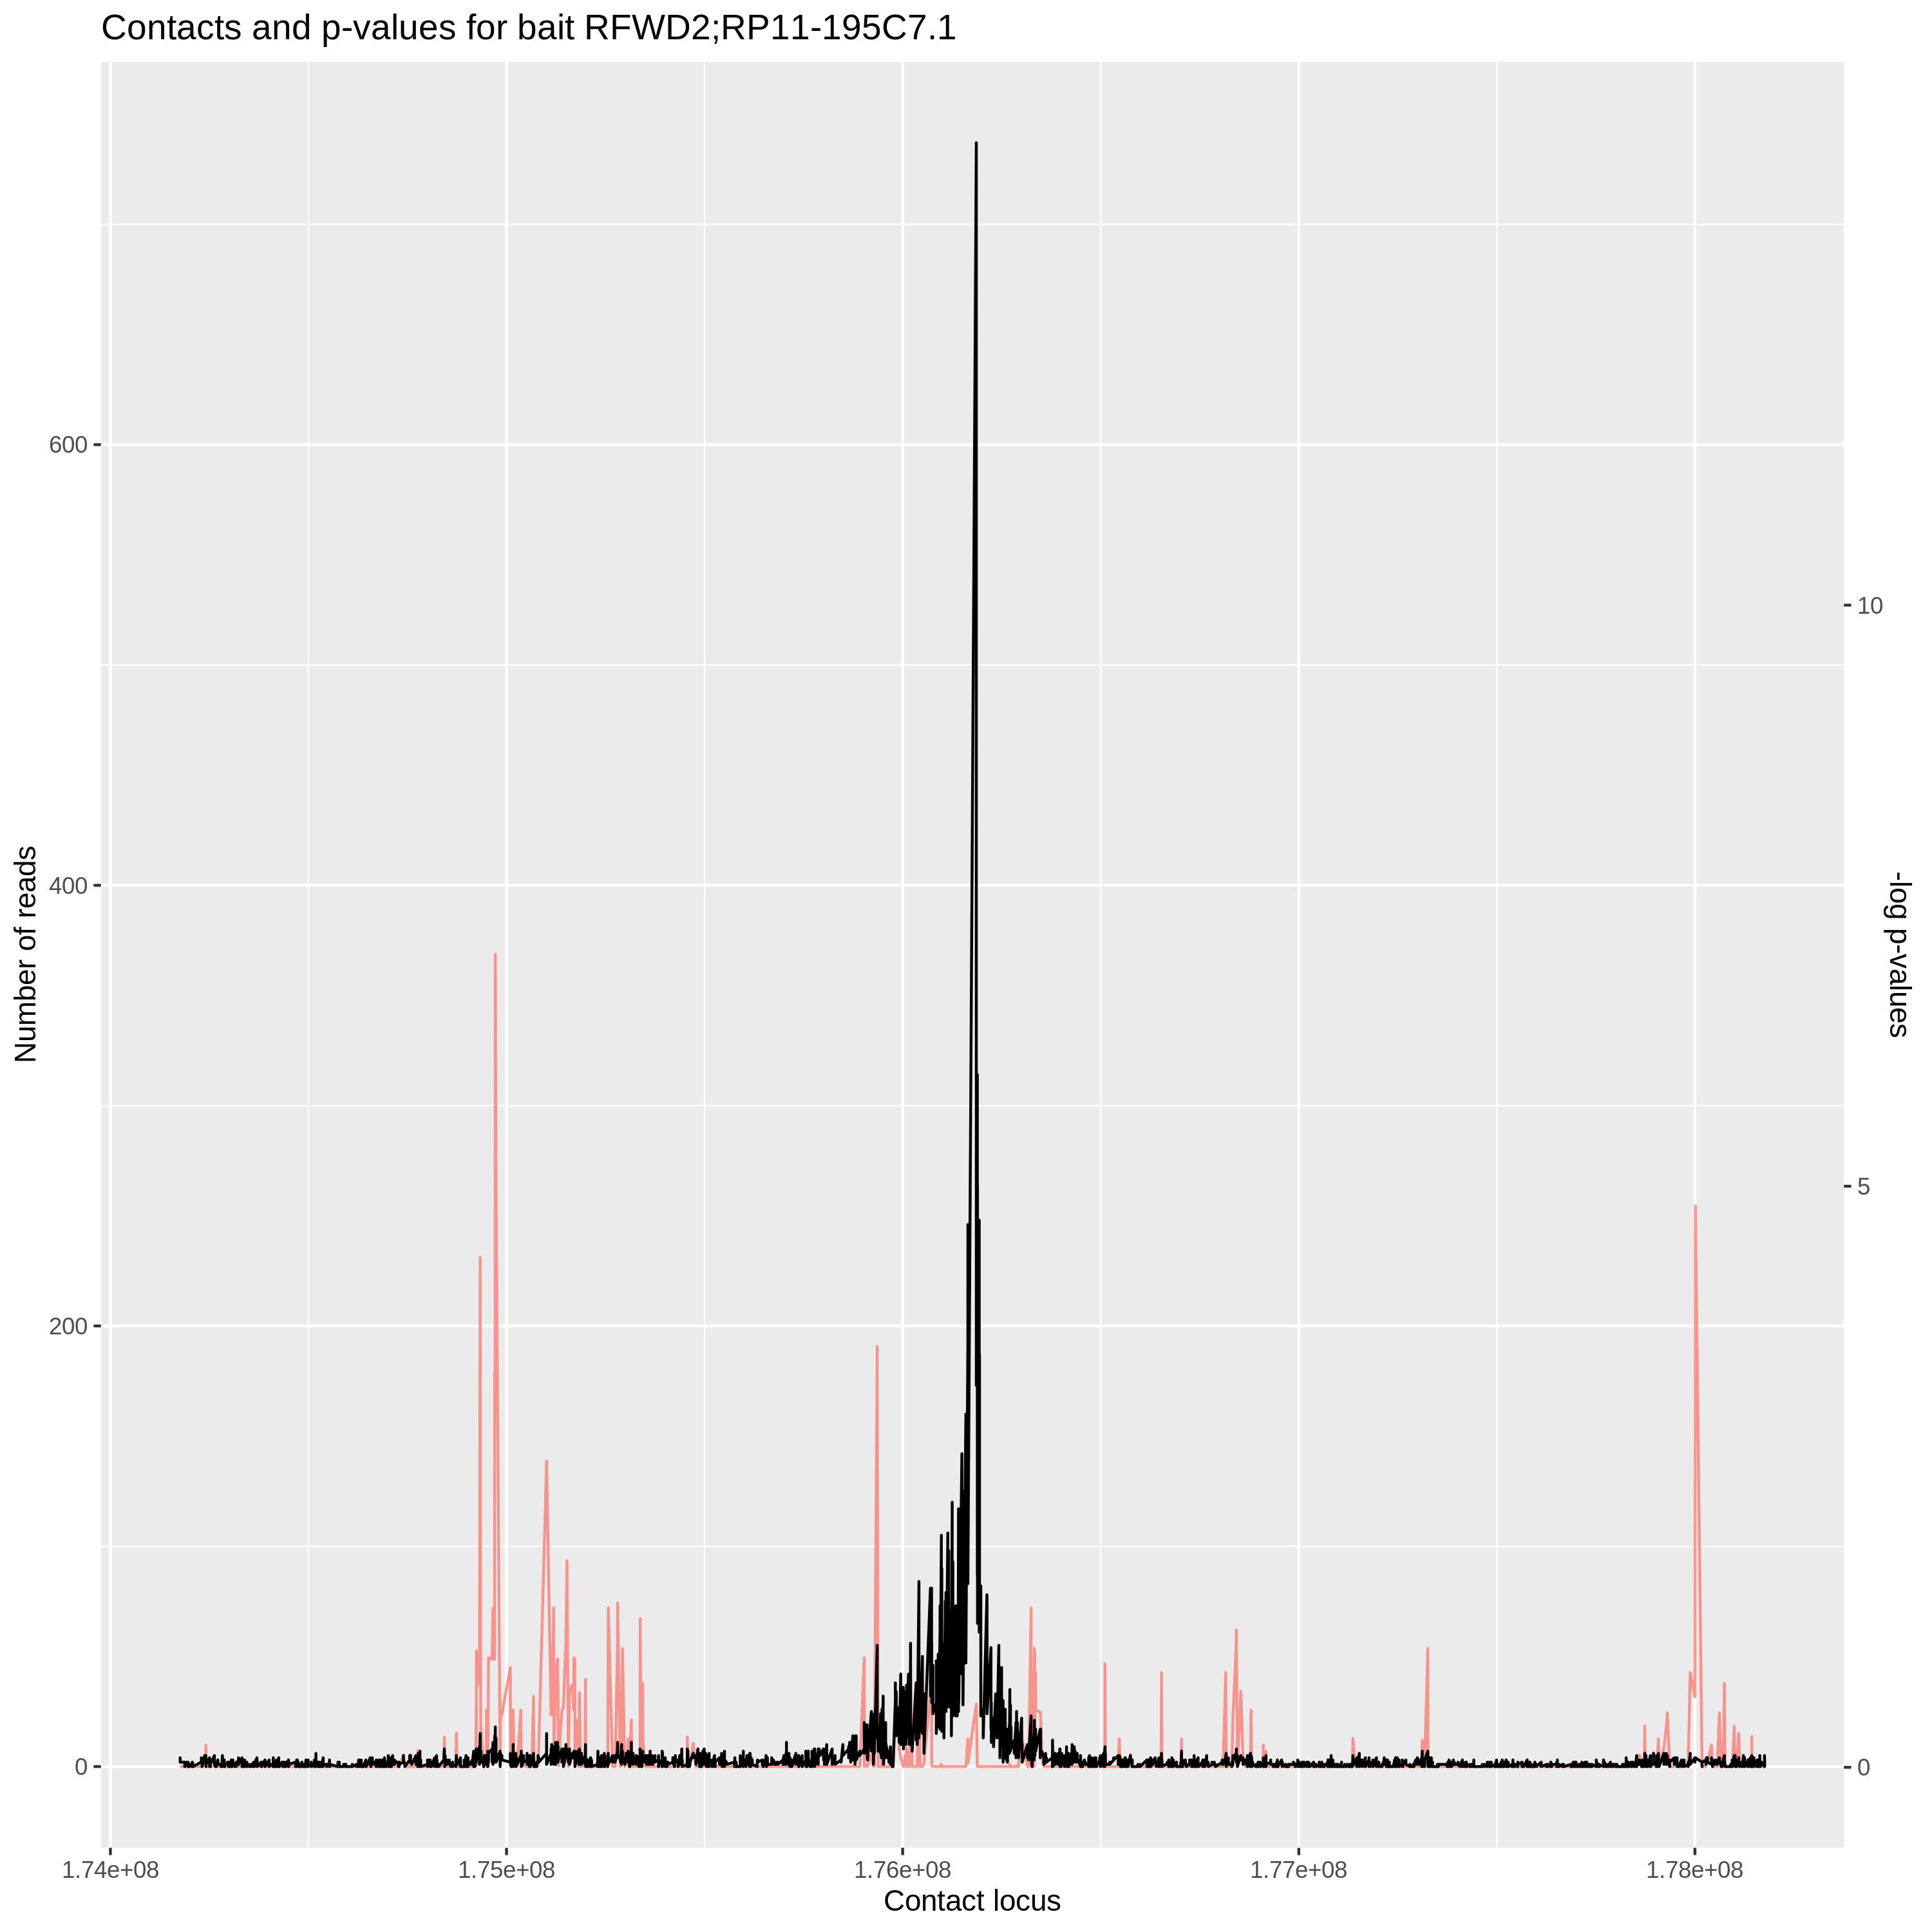 Contacts and p-values for bait RFWD2;RP11-195C7.1
Number of reads
600
400
200
0
-log p-values
10
5
0
1.74e+08
1.75e+08
1.76e+08
1.77e+08
1.78e+08
Contact locus